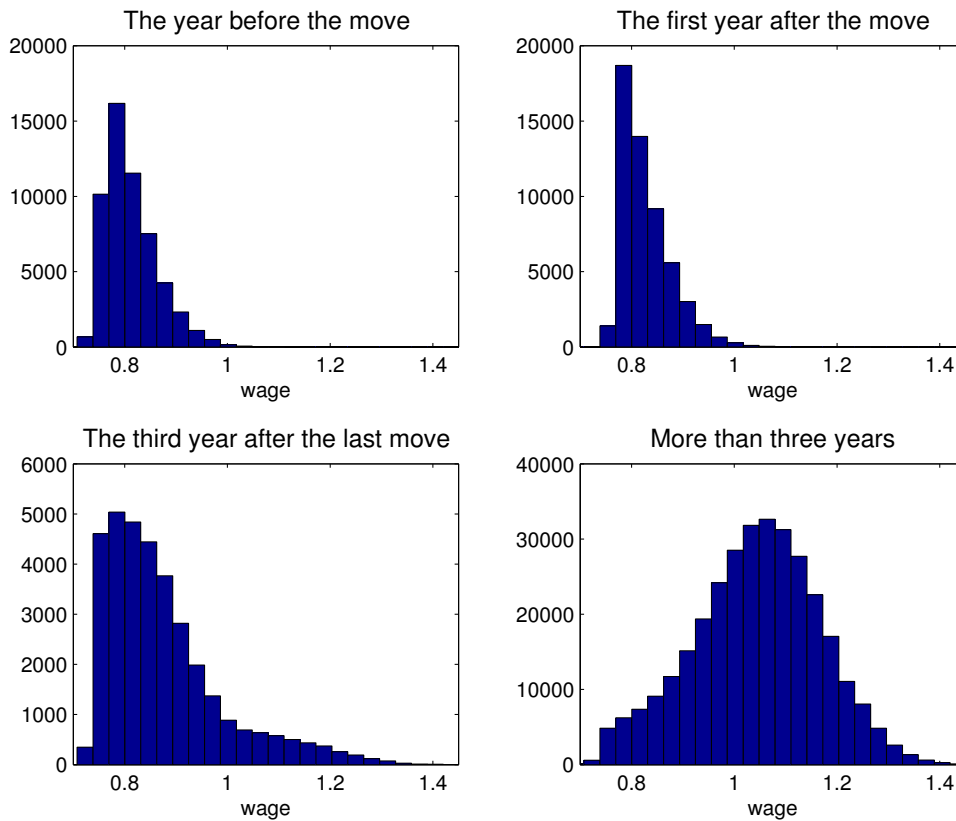 The year before the move
20000
15000
10000
5000
0
0.8 1 1.2 1.4
wage
The first year after the move
20000
15000
10000
5000
0
0.8 1 1.2 1.4
wage
The third year after the last move
6000
5000
4000
3000
2000
1000
0
0.8 1 1.2 1.4
wage
More than three years
40000
30000
20000
10000
0
0.8 1 1.2 1.4
wage